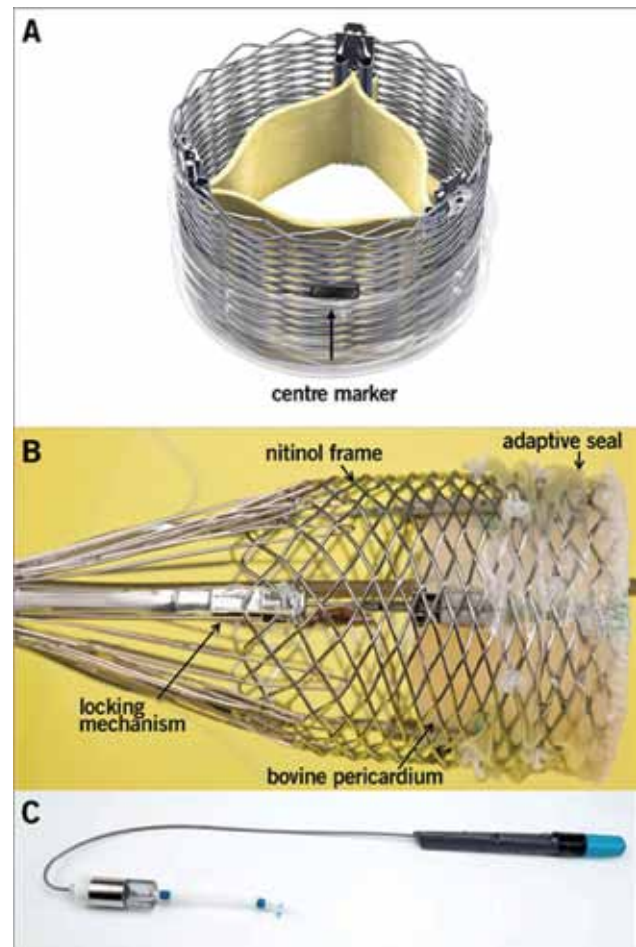 A
centre marker
B
adaptive seal
nitinol frame
locking
mechanism
bovine pericardium
C